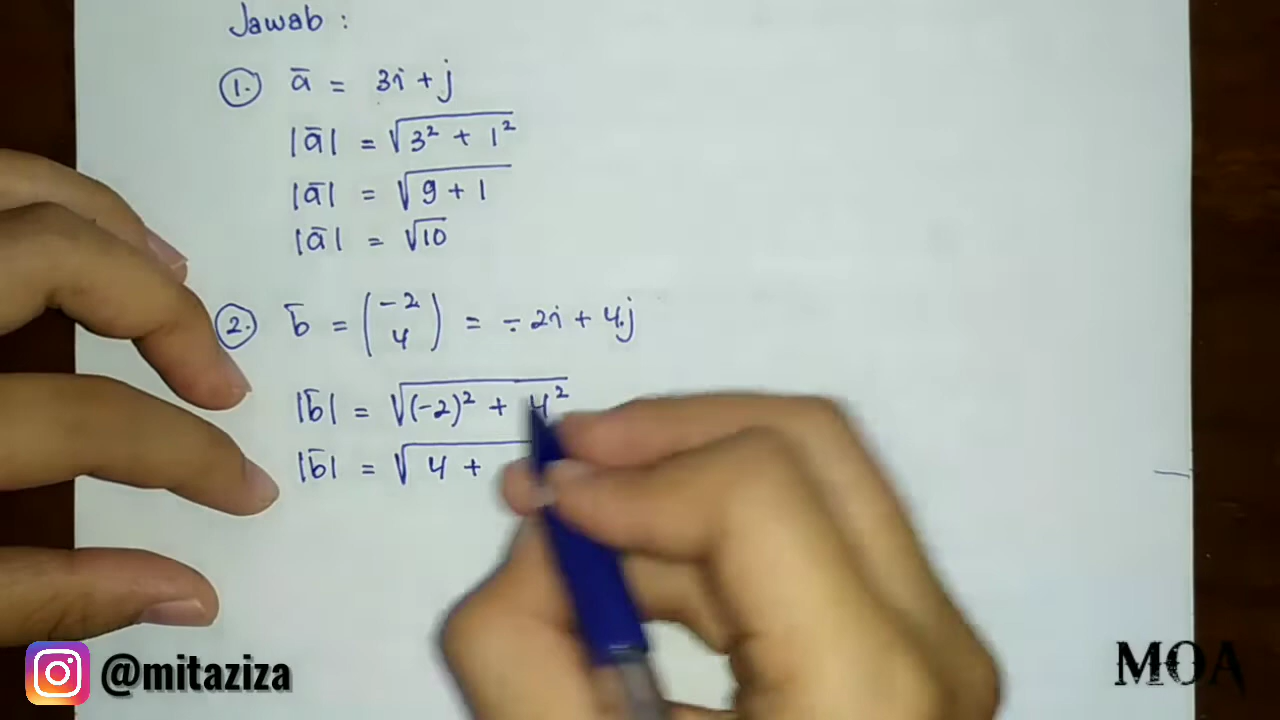 Jawab :
1. a̅ = 3i + j
|a̅| = √(3² + 1²)
|a̅| = √(9 + 1)
|a̅| = √10
2. b̅ = (-2 4) = -2i + 4j
|b̅| = √((-2)² + 4²)
|b̅| = √(4 +
@mitaziza
MOA